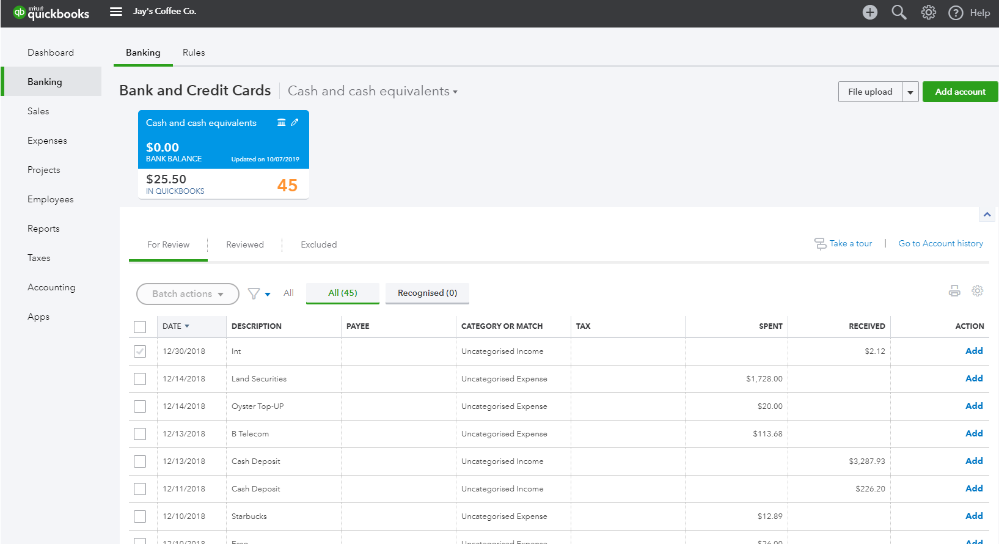 intuit
quickbooks
Jay's Coffee Co.
Help
Dashboard
Banking
Sales
Expenses
Projects
Employees
Reports
Taxes
Accounting
Apps
Banking Rules
Bank and Credit Cards Cash and cash equivalents
File upload Add account
Cash and cash equivalents
$0.00
BANK BALANCE Updated on 10/07/2019
$25.50 45
IN QUICKBOOKS
For Review Reviewed Excluded
Take a tour | Go to Account history
Batch actions All All (45) Recognised (0)
DATE DESCRIPTION PAYEE CATEGORY OR MATCH TAX SPENT RECEIVED ACTION
12/30/2018 Int Uncategorised Income $2.12 Add
12/14/2018 Land Securities Uncategorised Expense $1,728.00 Add
12/14/2018 Oyster Top-UP Uncategorised Expense $20.00 Add
12/13/2018 B Telecom Uncategorised Expense $113.68 Add
12/13/2018 Cash Deposit Uncategorised Income $3,287.93 Add
12/11/2018 Cash Deposit Uncategorised Income $226.20 Add
12/10/2018 Starbucks Uncategorised Expense $12.89 Add
12/10/2018 Uncategorised Expense $26.00 Add